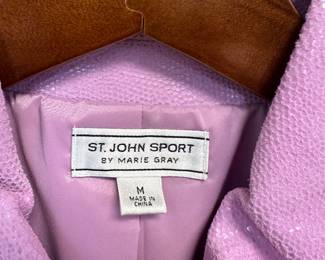 ST. JOHN SPORT
BY MARIE GRAY
M
MADE IN
CHINA